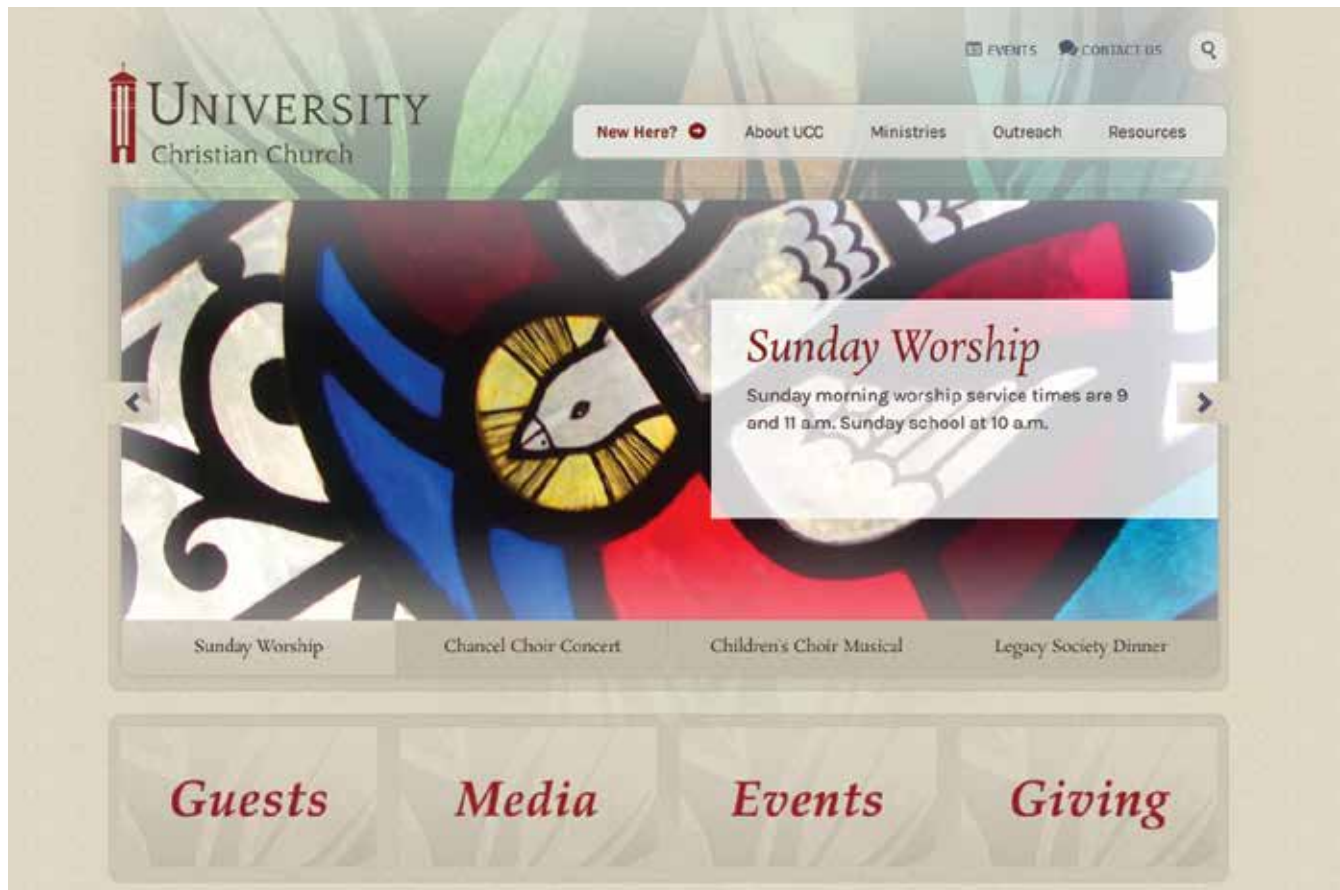 EVENTS CONTACT US
UNIVERSITY
Christian Church
New Here? About UCC Ministries Outreach Resources
Sunday Worship
Sunday morning worship service times are 9
and 11 a.m. Sunday school at 10 a.m.
Sunday Worship Chancel Choir Concert Children's Choir Musical Legacy Society Dinner
Guests Media Events Giving